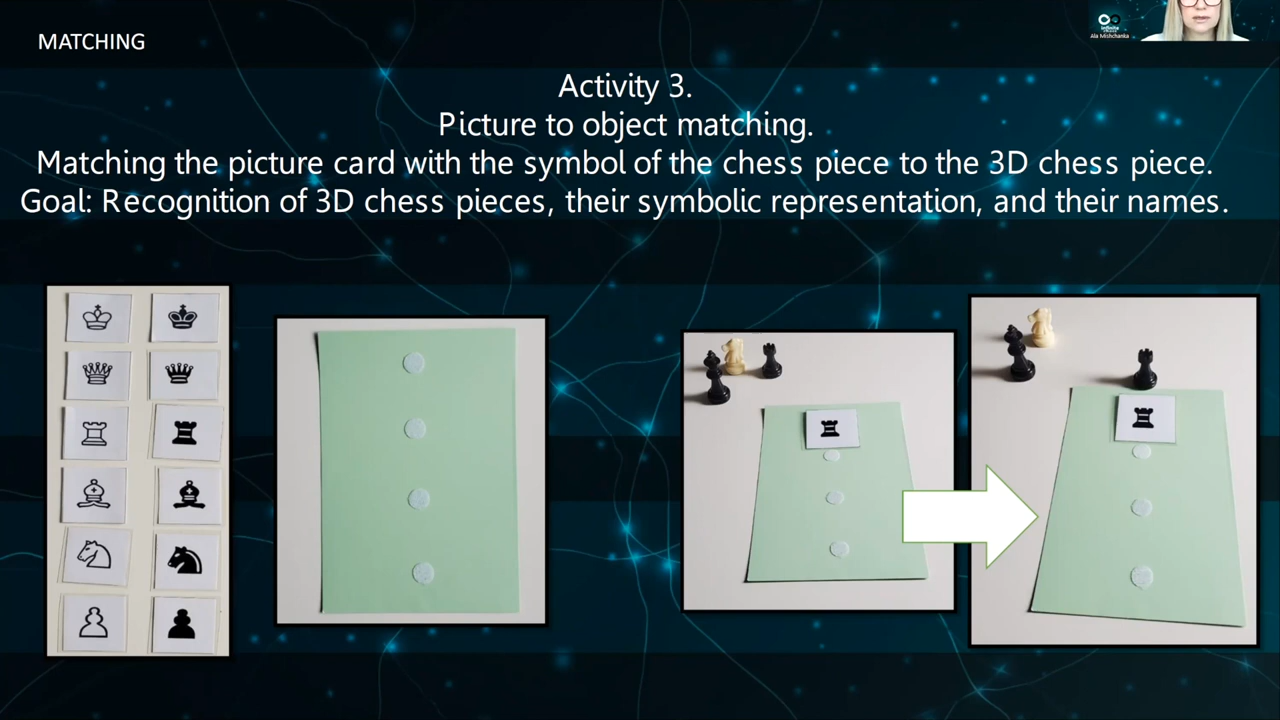 MATCHING
infinite
Ala Mishchanka
Activity 3.
Picture to object matching.
Matching the picture card with the symbol of the chess piece to the 3D chess piece.
Goal: Recognition of 3D chess pieces, their symbolic representation, and their names.